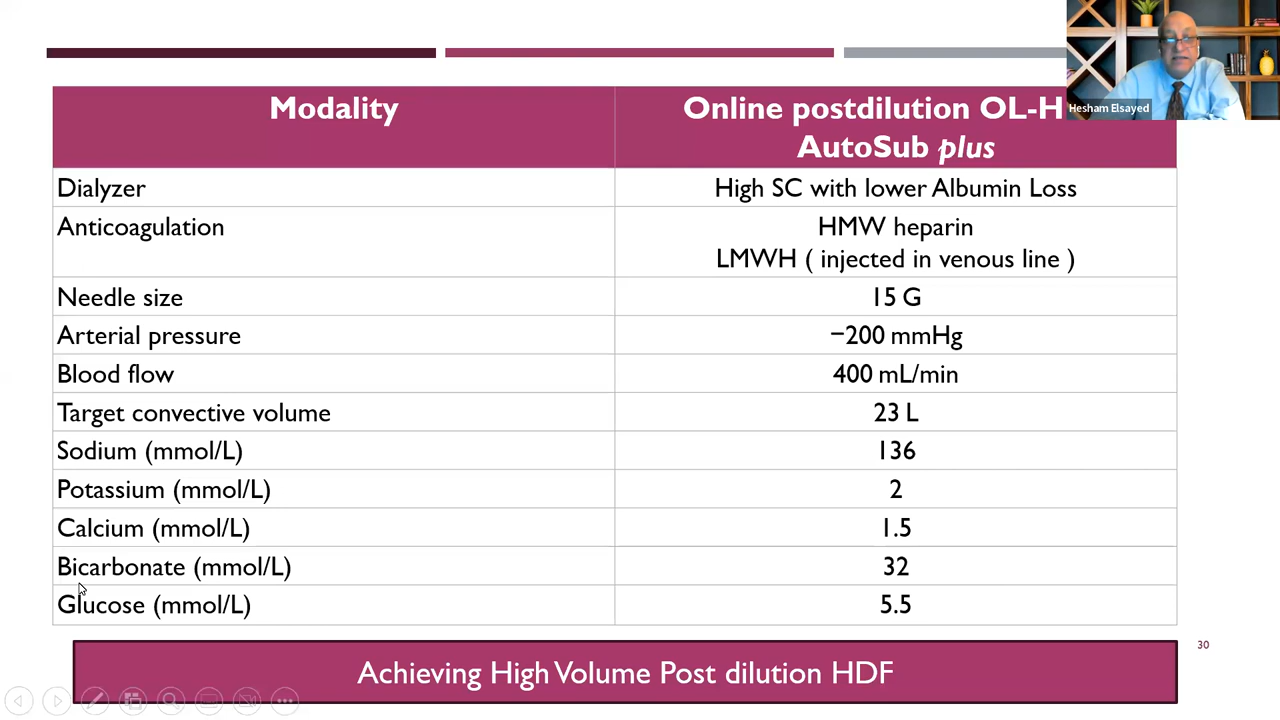 Hesham Elsayed
Modality
Online postdilution OL-H
AutoSub plus
Dialyzer
High SC with lower Albumin Loss
Anticoagulation
HMW heparin
LMWH ( injected in venous line )
Needle size
15 G
Arterial pressure
−200 mmHg
Blood flow
400 mL/min
Target convective volume
23 L
Sodium (mmol/L)
136
Potassium (mmol/L)
2
Calcium (mmol/L)
1.5
Bicarbonate (mmol/L)
32
Glucose (mmol/L)
5.5
30
Achieving High Volume Post dilution HDF